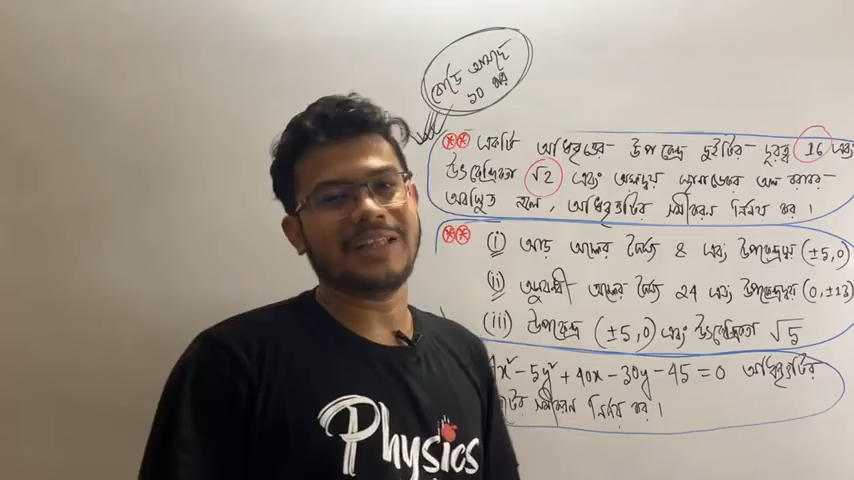 বোর্ডে আসছে
১০ বার
একটি অধিবৃত্তের উপকেন্দ্র দুইটির দূরত্ব 16 এবং
উৎকেন্দ্রিকতা √2 এবং অক্ষদ্বয় স্থানাঙ্কের অক্ষ বরাবর
অবস্থিত হলে, অধিবৃত্তটির সমীকরণ নির্ণয় কর।
(i) আড় অক্ষের দৈর্ঘ্য 8 এবং উপকেন্দ্রদ্বয় (±5,0)
(ii) অনুবন্ধী অক্ষের দৈর্ঘ্য 24 এবং উপকেন্দ্রদ্বয় (0,±13)
(iii) উপকেন্দ্র (±5,0) এবং উৎকেন্দ্রিকতা √5
4x² - 5y² + 40x - 30y - 45 = 0 অধিবৃত্তটির
সমীকরন নির্ণয় কর।
Physics